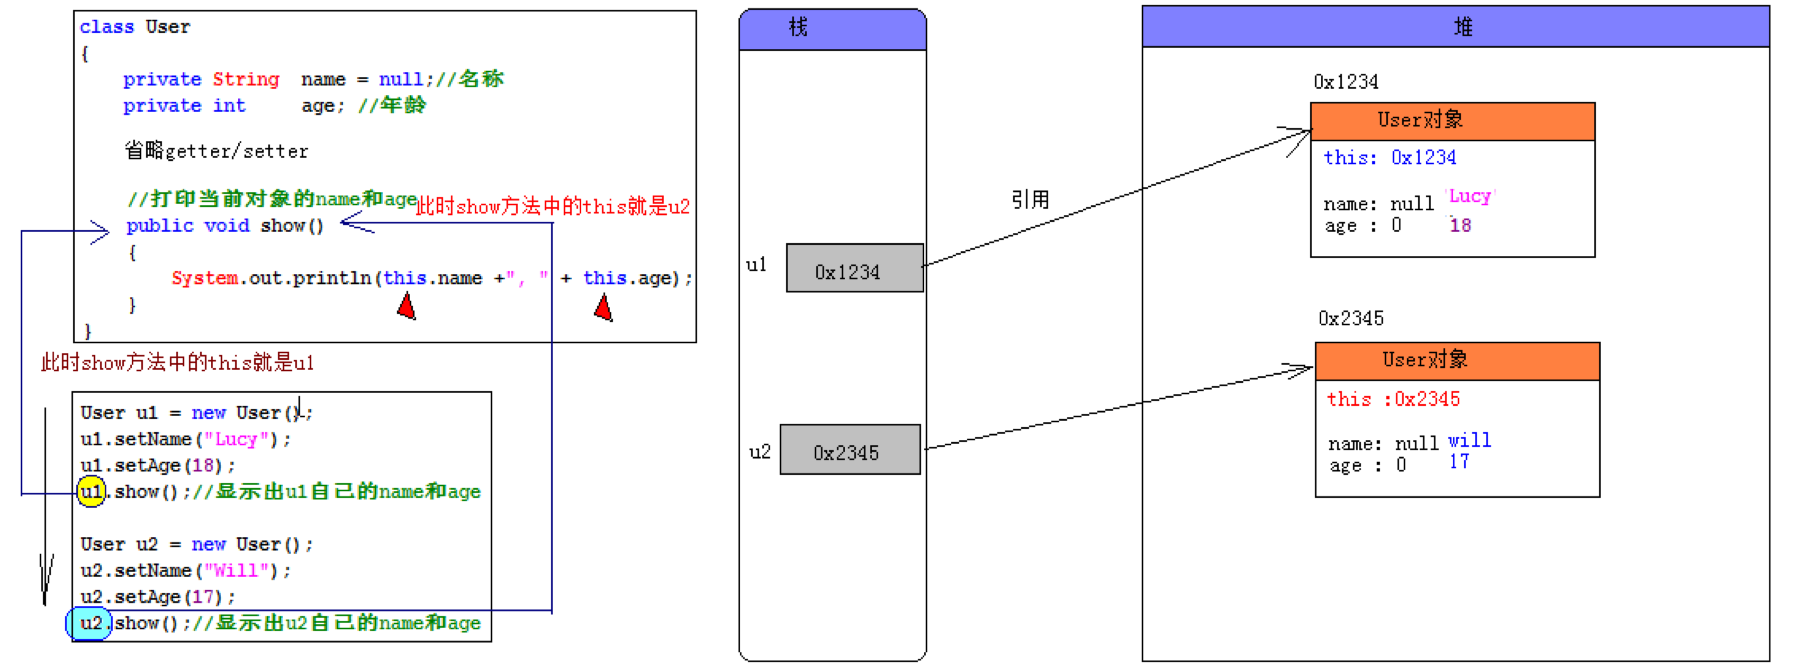 class User
{
private String name = null;//名称
private int age; //年龄
省略getter/setter
//打印当前对象的name和age
此时show方法中的this就是u2
public void show()
{
System.out.println(this.name +", " + this.age);
}
}
此时show方法中的this就是u1
User u1 = new User();
u1.setName("Lucy");
u1.setAge(18);
u1.show();//显示出u1自己的name和age
User u2 = new User();
u2.setName("Will");
u2.setAge(17);
u2.show();//显示出u2自己的name和age
栈
u1
0x1234
u2
0x2345
引用
堆
0x1234
User对象
this: 0x1234
name: null 'Lucy'
age : 0 18
0x2345
User对象
this :0x2345
name: null will
age : 0 17